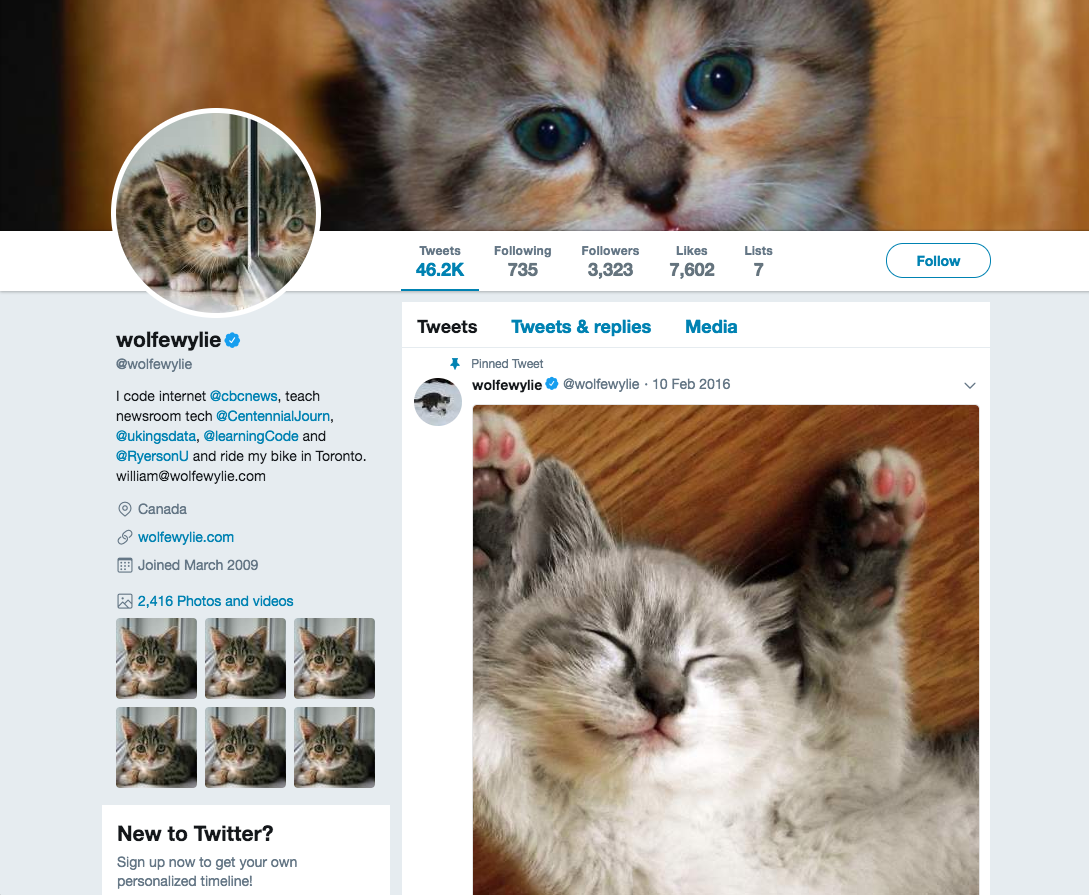 Tweets
46.2K
Following
735
Followers
3,323
Likes
7,602
Lists
7
Follow
wolfewylie
@wolfewylie
I code internet @cbcnews, teach
newsroom tech @CentennialJourn,
@ukingsdata, @learningCode and
@RyersonU and ride my bike in Toronto.
william@wolfewylie.com
Canada
wolfewylie.com
Joined March 2009
2,416 Photos and videos
New to Twitter?
Sign up now to get your own
personalized timeline!
Tweets Tweets & replies Media
Pinned Tweet
wolfewylie @wolfewylie · 10 Feb 2016